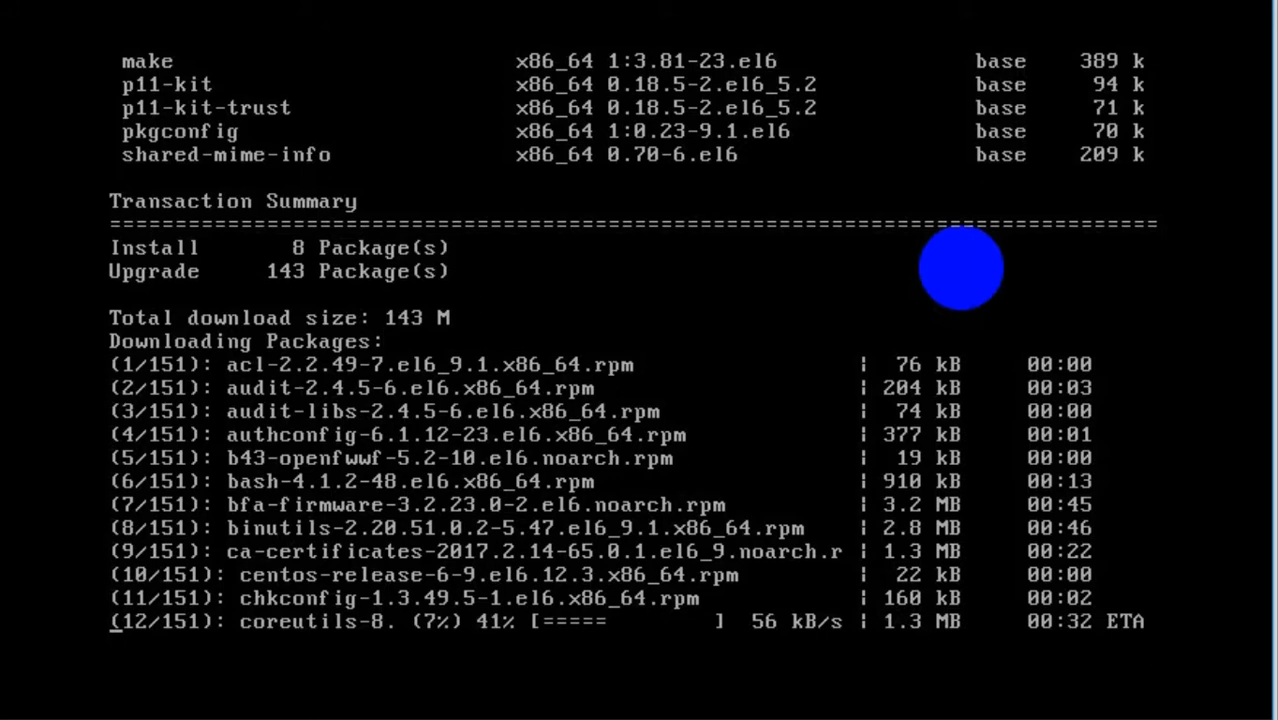 make x86_64 1:3.81-23.el6 base 389 k
p11-kit x86_64 0.18.5-2.el6_5.2 base 94 k
p11-kit-trust x86_64 0.18.5-2.el6_5.2 base 71 k
pkgconfig x86_64 1:0.23-9.1.el6 base 70 k
shared-mime-info x86_64 0.70-6.el6 base 209 k
Transaction Summary
================================================================================
Install 8 Package(s)
Upgrade 143 Package(s)
Total download size: 143 M
Downloading Packages:
(1/151): acl-2.2.49-7.el6_9.1.x86_64.rpm | 76 kB 00:00
(2/151): audit-2.4.5-6.el6.x86_64.rpm | 204 kB 00:03
(3/151): audit-libs-2.4.5-6.el6.x86_64.rpm | 74 kB 00:00
(4/151): authconfig-6.1.12-23.el6.x86_64.rpm | 377 kB 00:01
(5/151): b43-openfwwf-5.2-10.el6.noarch.rpm | 19 kB 00:00
(6/151): bash-4.1.2-48.el6.x86_64.rpm | 910 kB 00:13
(7/151): bfa-firmware-3.2.23.0-2.el6.noarch.rpm | 3.2 MB 00:45
(8/151): binutils-2.20.51.0.2-5.47.el6_9.1.x86_64.rpm | 2.8 MB 00:46
(9/151): ca-certificates-2017.2.14-65.0.1.el6_9.noarch.r | 1.3 MB 00:22
(10/151): centos-release-6-9.el6.12.3.x86_64.rpm | 22 kB 00:00
(11/151): chkconfig-1.3.49.5-1.el6.x86_64.rpm | 160 kB 00:02
(12/151): coreutils-8. (7%) 41% [===== ] 56 kB/s | 1.3 MB 00:32 ETA